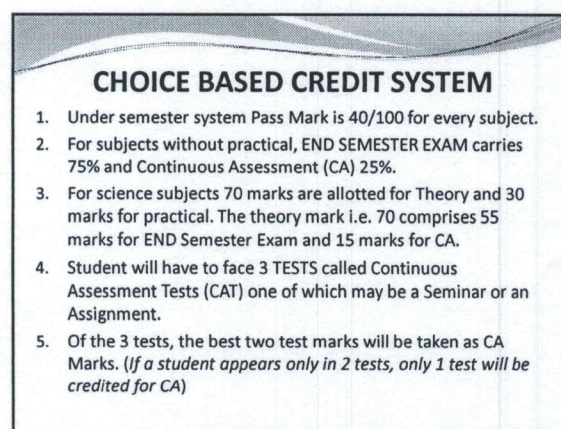 CHOICE BASED CREDIT SYSTEM
1. Under semester system Pass Mark is 40/100 for every subject.
2. For subjects without practical, END SEMESTER EXAM carries
75% and Continuous Assessment (CA) 25%.
3. For science subjects 70 marks are allotted for Theory and 30
marks for practical. The theory mark i.e. 70 comprises 55
marks for END Semester Exam and 15 marks for CA.
4. Student will have to face 3 TESTS called Continuous
Assessment Tests (CAT) one of which may be a Seminar or an
Assignment.
5. Of the 3 tests, the best two test marks will be taken as CA
Marks. (If a student appears only in 2 tests, only 1 test will be
credited for CA)